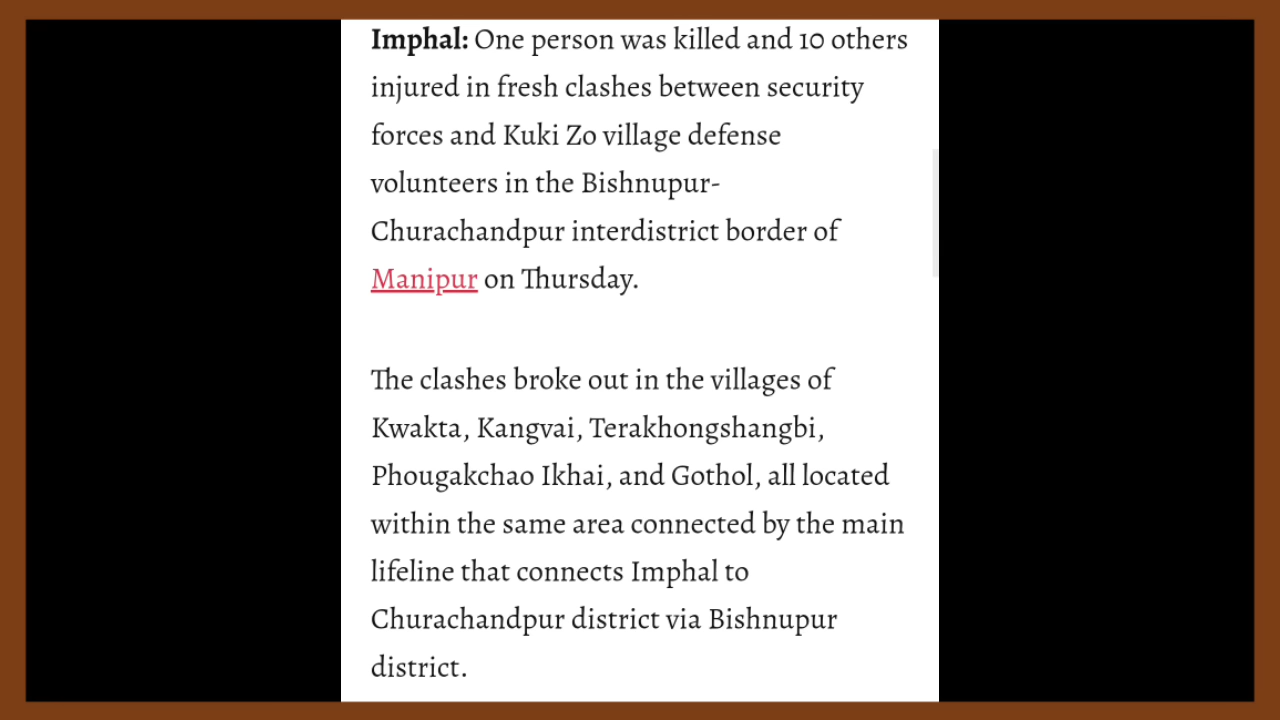 Imphal: One person was killed and 10 others
injured in fresh clashes between security
forces and Kuki Zo village defense
volunteers in the Bishnupur-
Churachandpur interdistrict border of
Manipur on Thursday.
The clashes broke out in the villages of
Kwakta, Kangvai, Terakhongshangbi,
Phougakchao Ikhai, and Gothol, all located
within the same area connected by the main
lifeline that connects Imphal to
Churachandpur district via Bishnupur
district.